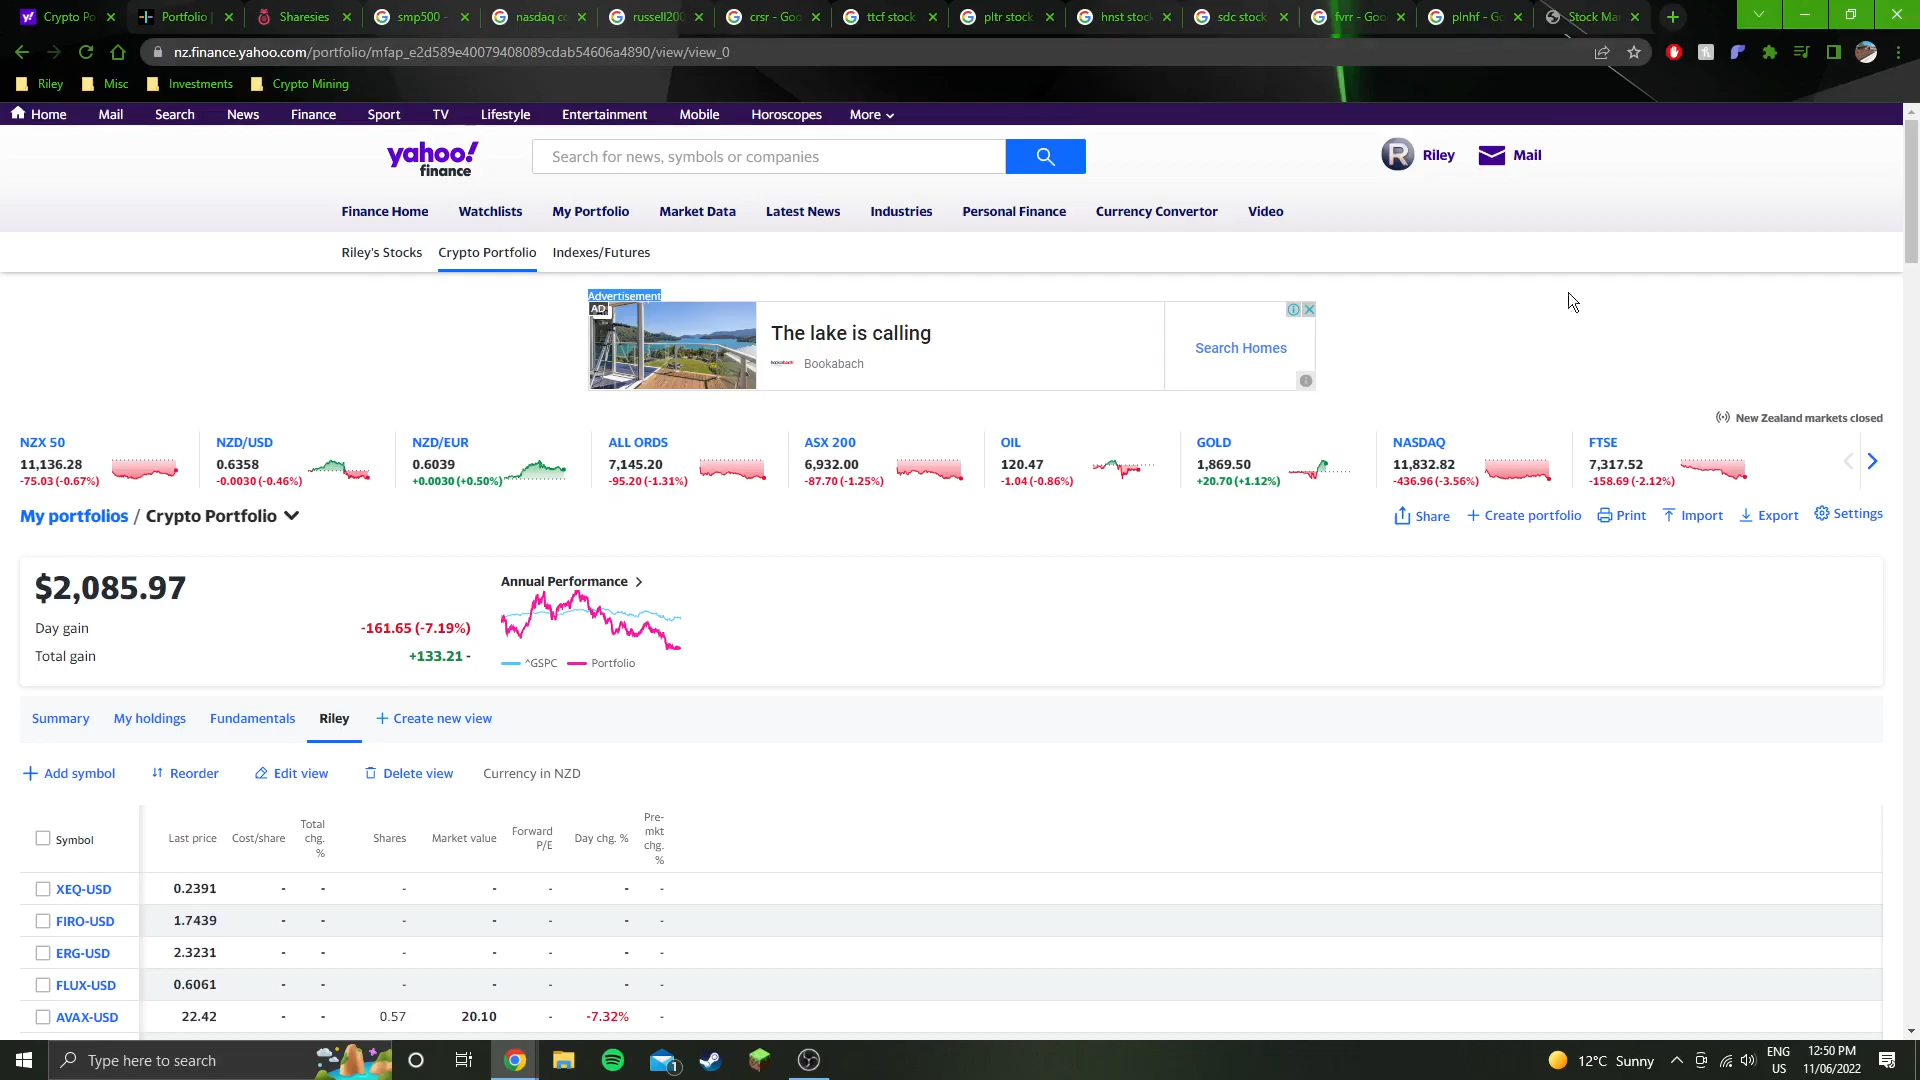 Crypto Po
Portfolio |
Sharesies
smp500 -
nasdaq co
russell200
crsr - Goo
ttcf stock
pltr stock
hnst stock
sdc stock
fvrr - Goo
plnhf - Go
Stock Mar
nz.finance.yahoo.com/portfolio/mfap_e2d589e40079408089cdab54606a4890/view/view_0
Riley
Misc
Investments
Crypto Mining
Home
Mail
Search
News
Finance
Sport
TV
Lifestyle
Entertainment
Mobile
Horoscopes
More
yahoo!
finance
Search for news, symbols or companies
R
Riley
Mail
Finance Home
Watchlists
My Portfolio
Market Data
Latest News
Industries
Personal Finance
Currency Convertor
Video
Riley's Stocks
Crypto Portfolio
Indexes/Futures
Advertisement
AD
The lake is calling
Bookabach
Search Homes
New Zealand markets closed
NZX 50
11,136.28
-75.03 (-0.67%)
NZD/USD
0.6358
-0.0030 (-0.46%)
NZD/EUR
0.6039
+0.0030 (+0.50%)
ALL ORDS
7,145.20
-95.20 (-1.31%)
ASX 200
6,932.00
-87.70 (-1.25%)
OIL
120.47
-1.04 (-0.86%)
GOLD
1,869.50
+20.70 (+1.12%)
NASDAQ
11,832.82
-436.96 (-3.56%)
FTSE
7,317.52
-158.69 (-2.12%)
My portfolios / Crypto Portfolio
Share
Create portfolio
Print
Import
Export
Settings
$2,085.97
Day gain -161.65 (-7.19%)
Total gain +133.21 -
Annual Performance
^GSPC
Portfolio
Summary
My holdings
Fundamentals
Riley
+ Create new view
Add symbol
Reorder
Edit view
Delete view
Currency in NZD
Symbol
Last price
Cost/share
Total
chg.
%
Shares
Market value
Forward
P/E
Day chg. %
Pre-
mkt
chg.
%
XEQ-USD 0.2391 - - - - - - -
FIRO-USD 1.7439 - - - - - - -
ERG-USD 2.3231 - - - - - - -
FLUX-USD 0.6061 - - - - - - -
AVAX-USD 22.42 - - 0.57 20.10 - -7.32% -
Type here to search
1
12°C Sunny
ENG
US
12:50 PM
11/06/2022